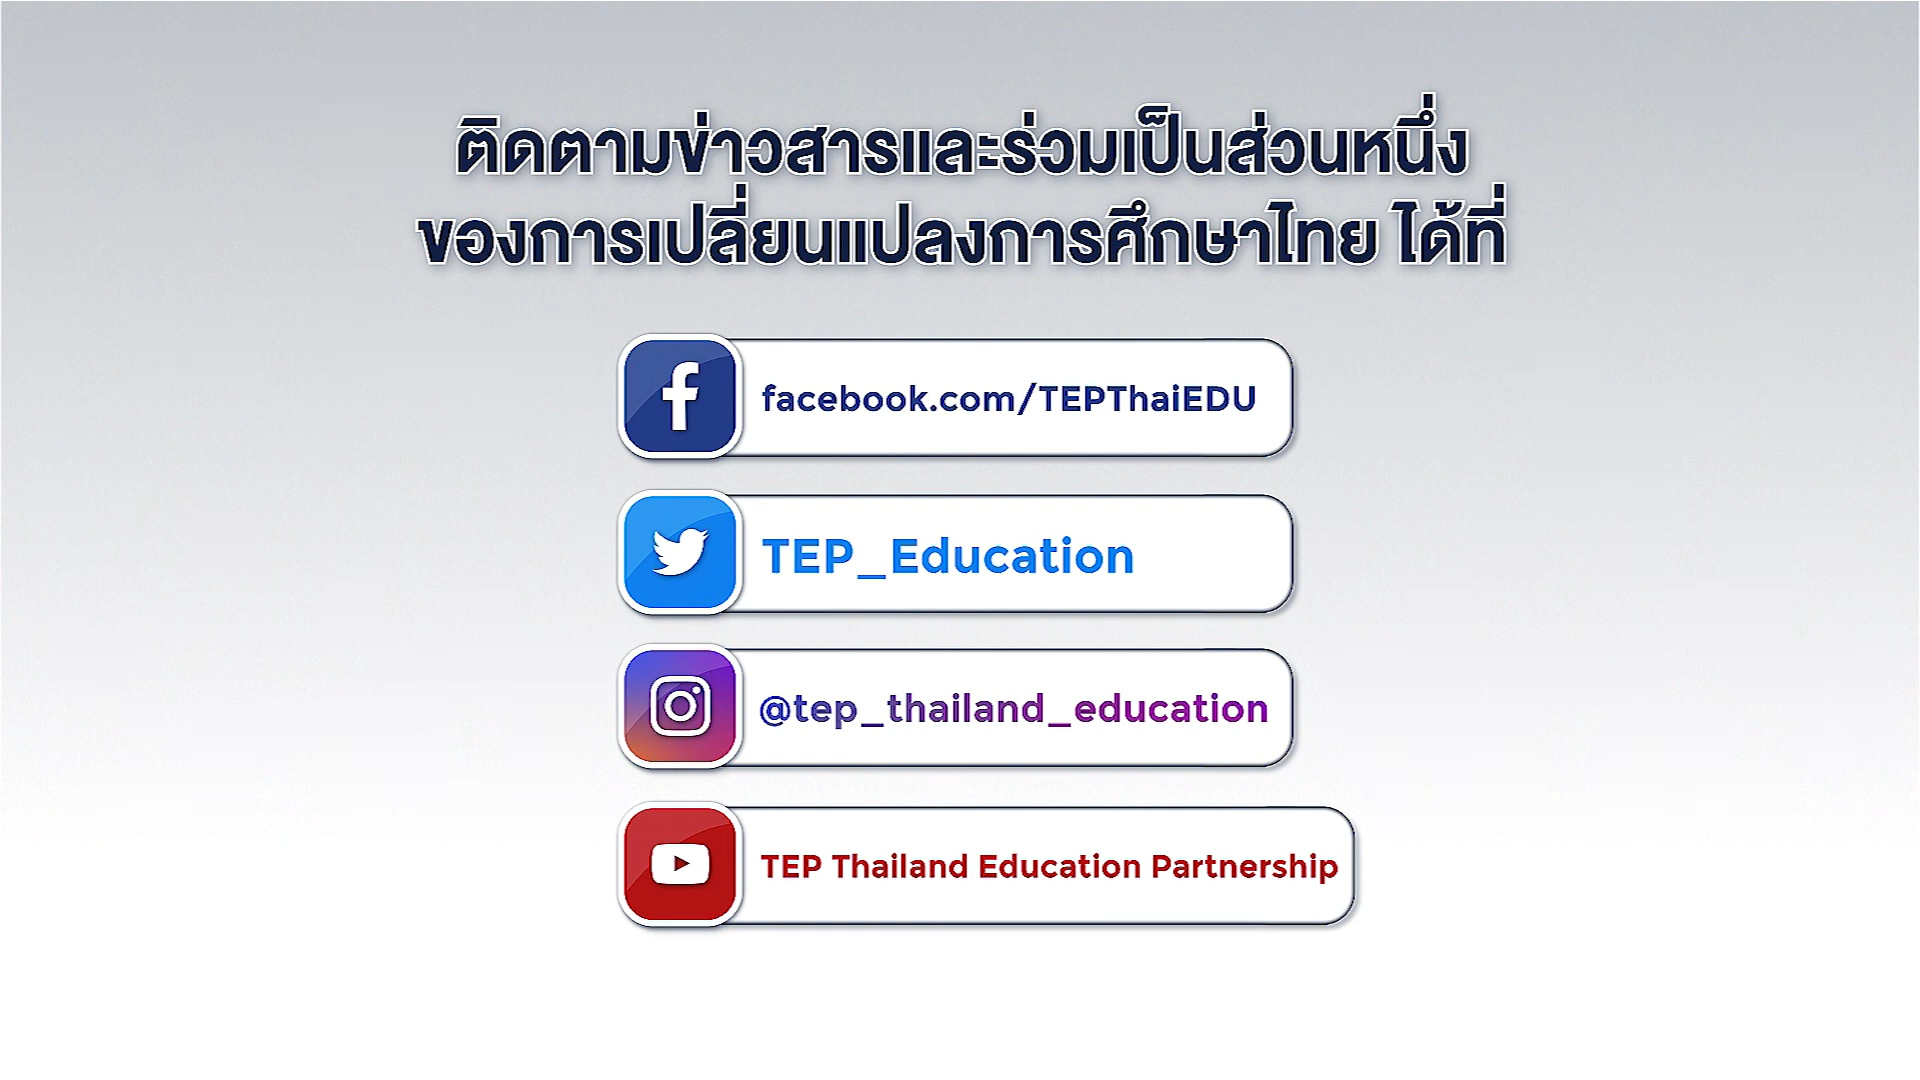 ติดตามข่าวสารและร่วมเป็นส่วนหนึ่ง
ของการเปลี่ยนแปลงการศึกษาไทย ได้ที่
facebook.com/TEPThaiEDU
TEP_Education
@tep_thailand_education
TEP Thailand Education Partnership